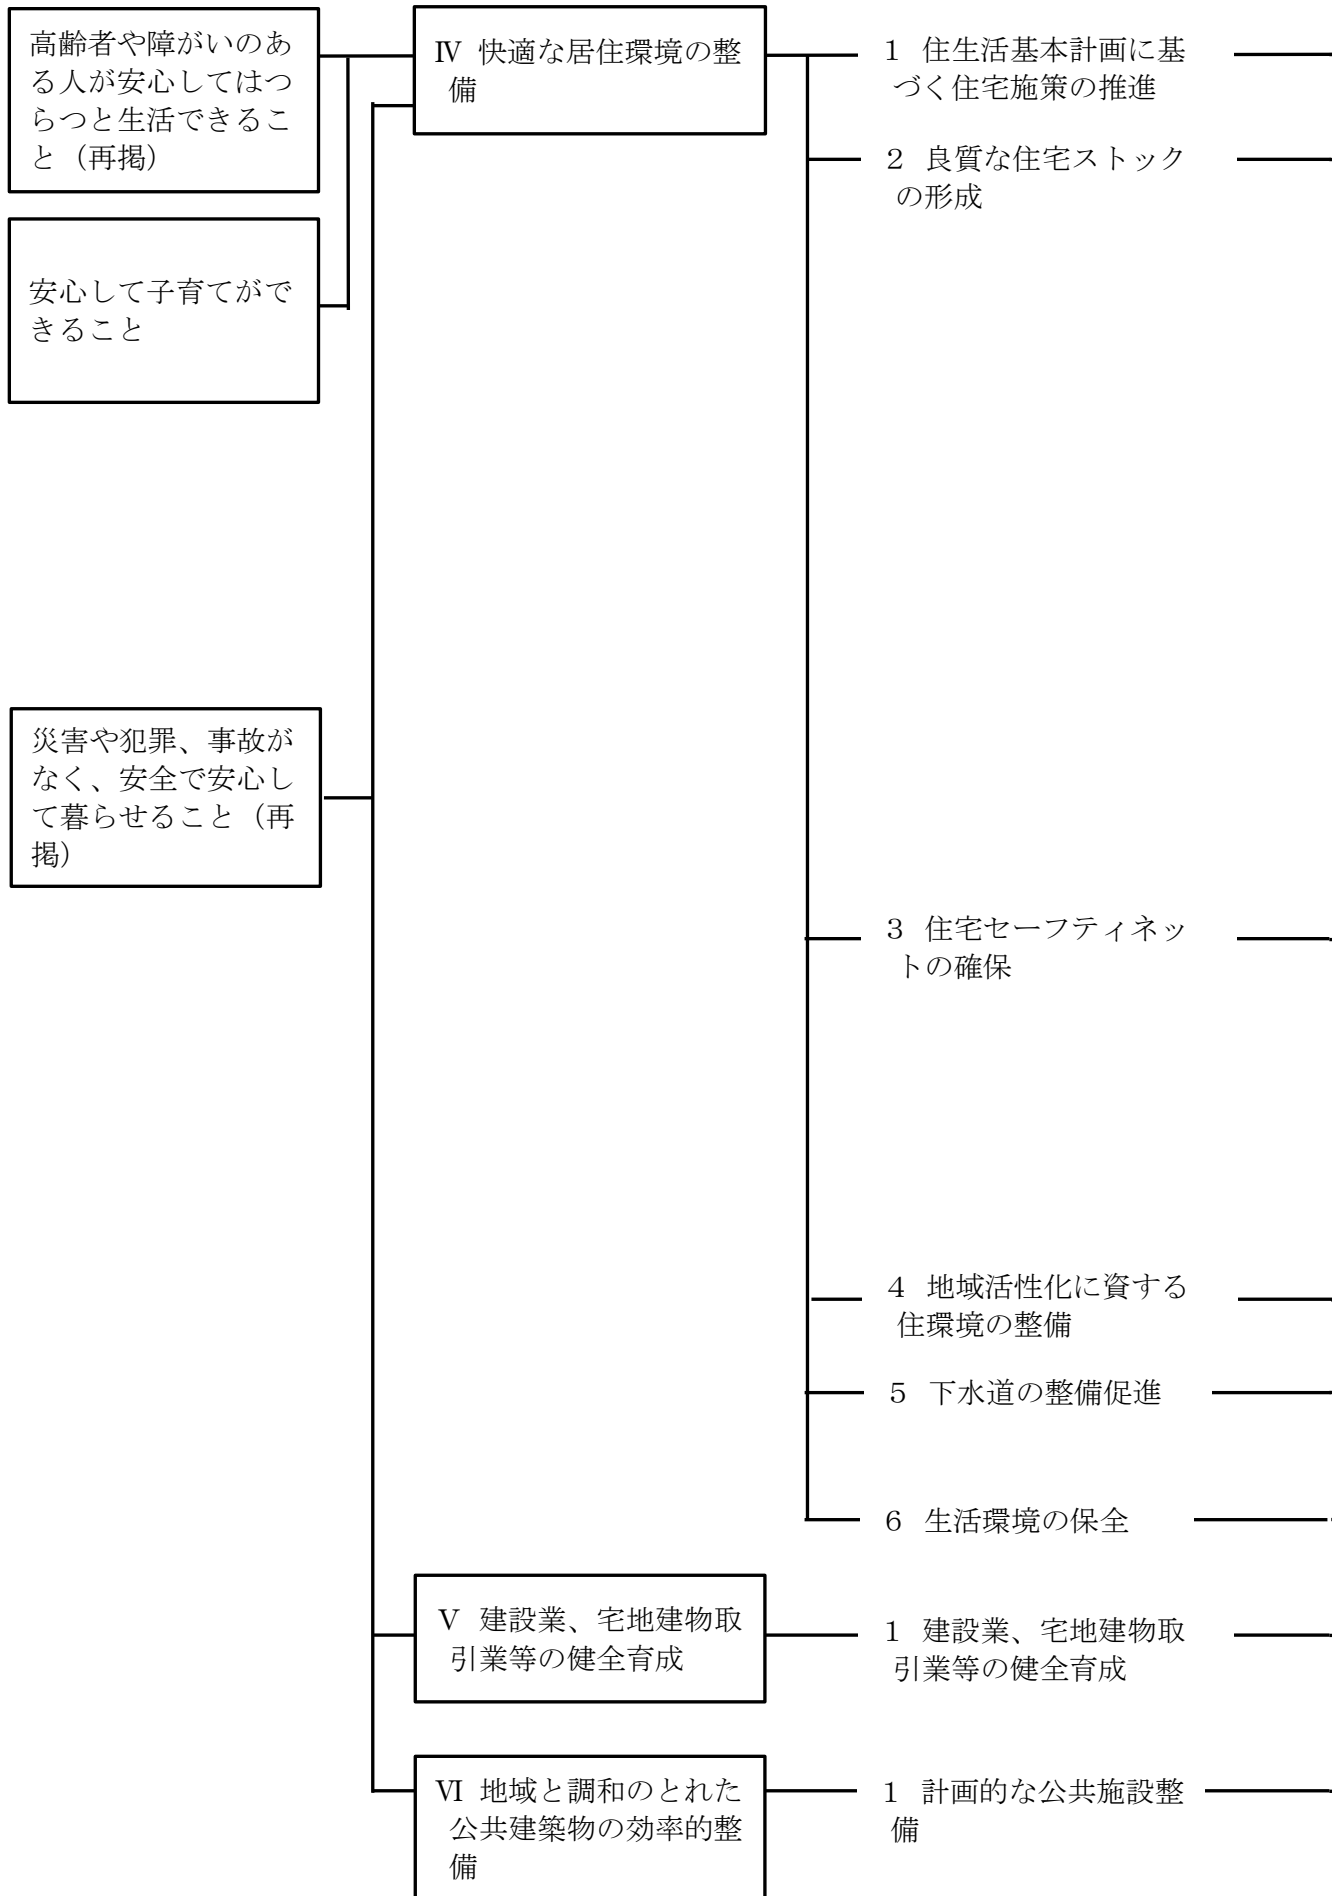 高齢者や障がいのあ
る人が安心してはつ
らつと生活できるこ
と（再掲）
安心して子育てがで
きること
災害や犯罪、事故が
なく、安全で安心し
て暮らせること（再
掲）
Ⅳ 快適な居住環境の整
備
1 住生活基本計画に基
づく住宅施策の推進
2 良質な住宅ストック
の形成
3 住宅セーフティネッ
トの確保
4 地域活性化に資する
住環境の整備
5 下水道の整備促進
6 生活環境の保全
Ⅴ 建設業、宅地建物取
引業等の健全育成
1 建設業、宅地建物取
引業等の健全育成
Ⅵ 地域と調和のとれた
公共建築物の効率的整
備
1 計画的な公共施設整
備